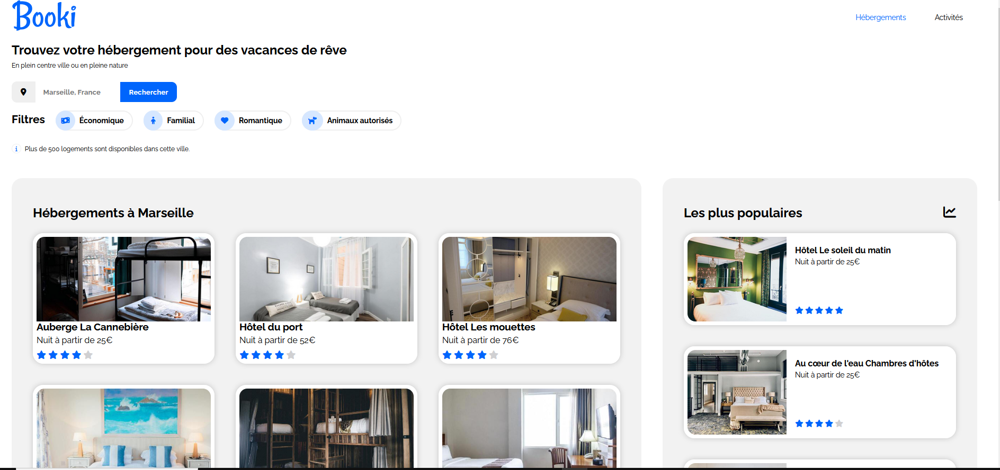 Booki
Hébergements
Activités
Trouvez votre hébergement pour des vacances de rêve
En plein centre ville ou en pleine nature
Marseille, France
Rechercher
Filtres
Économique
Familial
Romantique
Animaux autorisés
i Plus de 500 logements sont disponibles dans cette ville.
Hébergements à Marseille
Auberge La Cannebière
Nuit à partir de 25€
Hôtel du port
Nuit à partir de 52€
Hôtel Les mouettes
Nuit à partir de 76€
Les plus populaires
Hôtel Le soleil du matin
Nuit à partir de 25€
Au cœur de l'eau Chambres d'hôtes
Nuit à partir de 25€